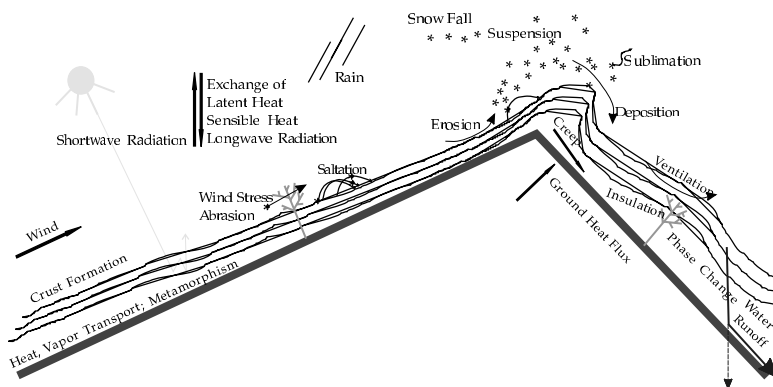 Snow Fall
Suspension
Sublimation
Rain
Exchange of
Latent Heat
Sensible Heat
Longwave Radiation
Shortwave Radiation
Deposition
Erosion
Creep
Saltation
Ventilation
Wind Stress
Abrasion
Insulation
Ground Heat Flux
Wind
Phase Change
Crust Formation
Heat, Vapor Transport; Metamorphism
Water
Runoff